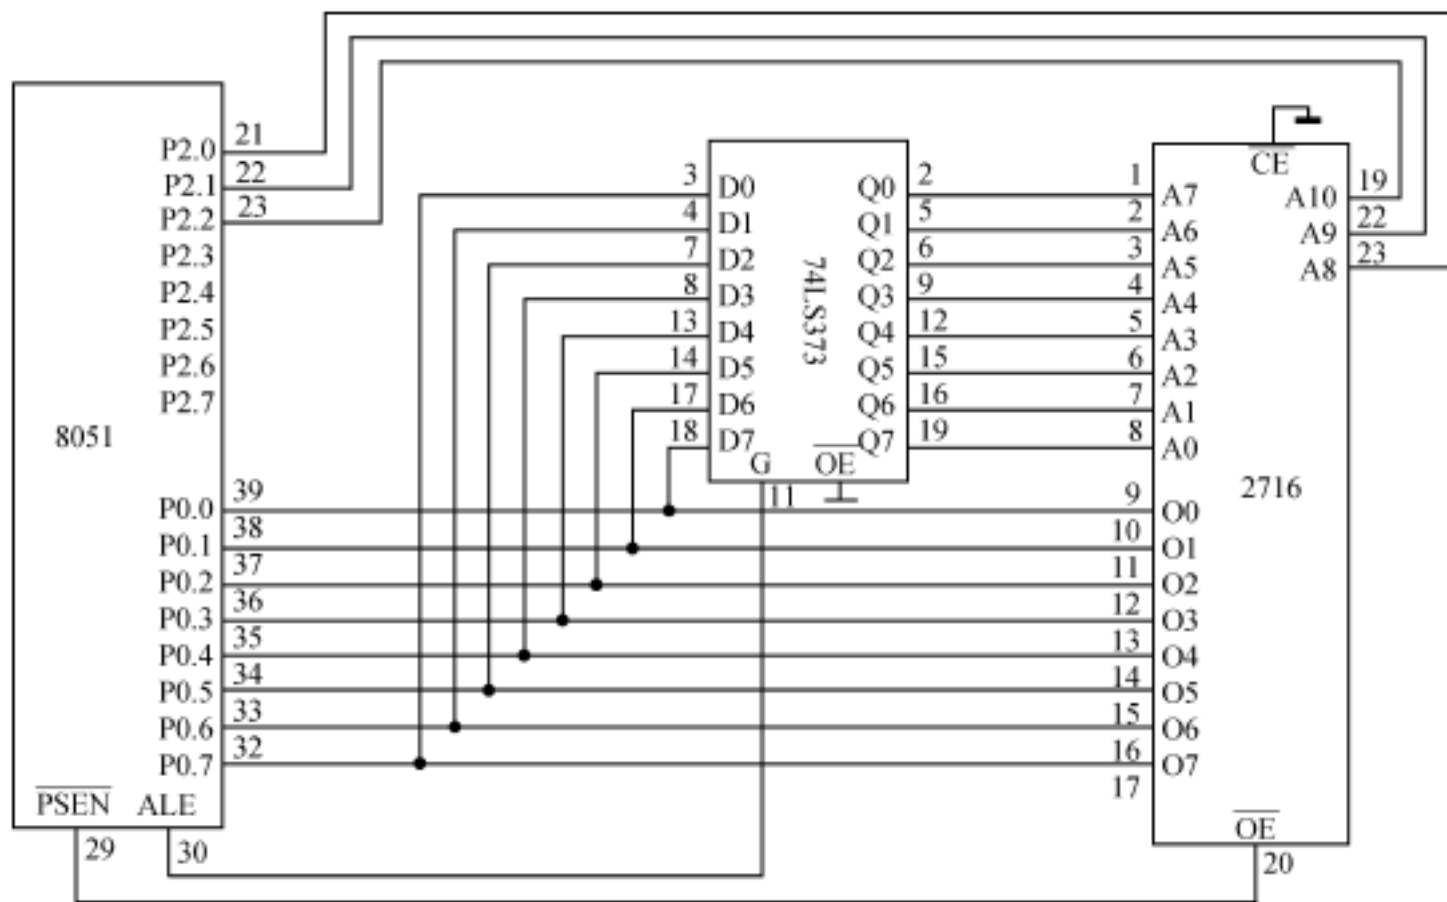 8051
P2.0 21
P2.1 22
P2.2 23
P2.3
P2.4
P2.5
P2.6
P2.7
P0.0 39
P0.1 38
P0.2 37
P0.3 36
P0.4 35
P0.5 34
P0.6 33
P0.7 32
PSEN ALE
29 30
74LS373
3 D0 Q0 2
4 D1 Q1 5
7 D2 Q2 6
8 D3 Q3 9
13 D4 Q4 12
14 D5 Q5 15
17 D6 Q6 16
18 D7 Q7 19
G OE
11
2716
CE
1 A7 A10 19
2 A6 A9 22
3 A5 A8 23
4 A4
5 A3
6 A2
7 A1
8 A0
9 O0
10 O1
11 O2
12 O3
13 O4
14 O5
15 O6
16 O7
17
OE
20